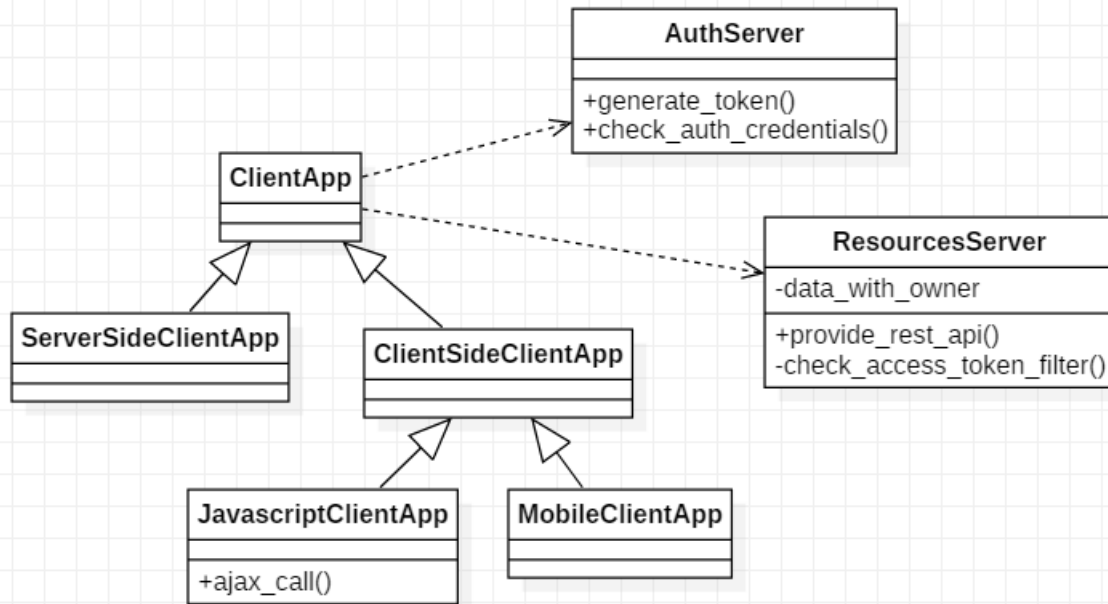 AuthServer
+generate_token()
+check_auth_credentials()
ClientApp
ResourcesServer
-data_with_owner
+provide_rest_api()
-check_access_token_filter()
ServerSideClientApp
ClientSideClientApp
JavascriptClientApp
+ajax_call()
MobileClientApp